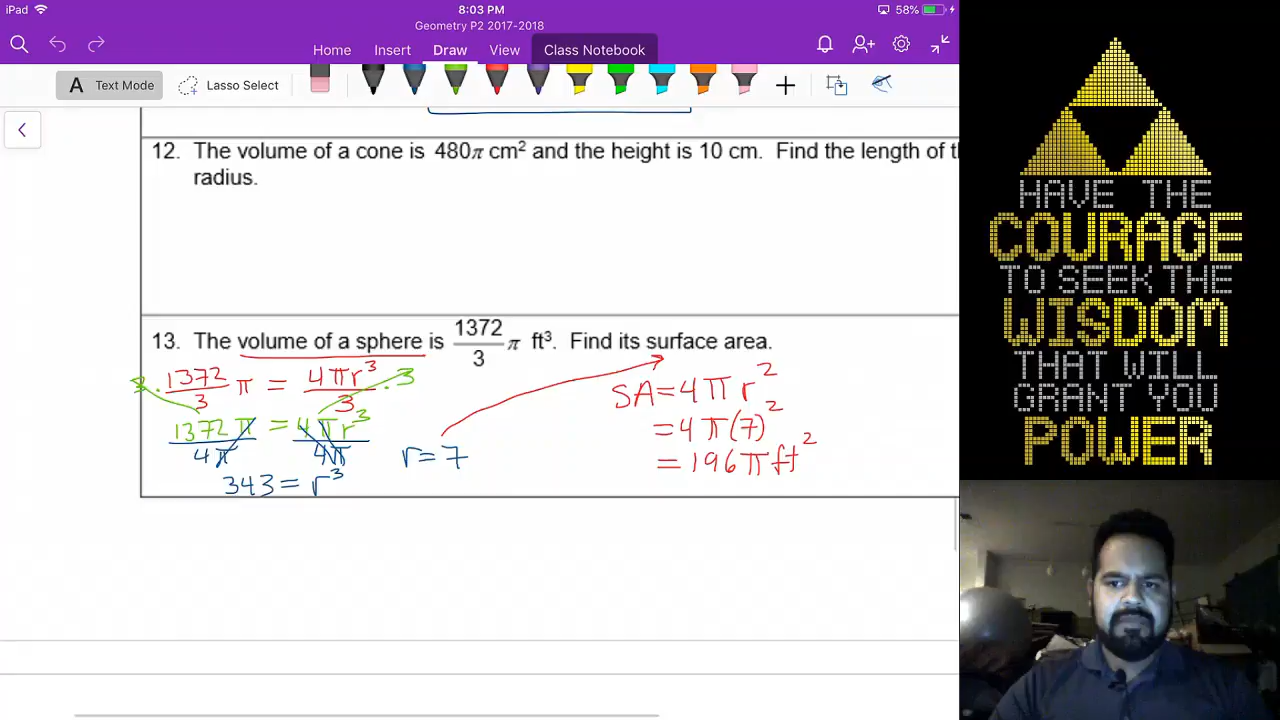 iPad 8:03 PM 58%
Geometry P2 2017-2018
Home Insert Draw View Class Notebook
A Text Mode Lasso Select
12. The volume of a cone is 480π cm² and the height is 10 cm. Find the length of th
radius.
13. The volume of a sphere is 1372/3 π ft³. Find its surface area.
3 · 1372/3 π = 4πr³/3 · 3
1372π/4π = 4πr³/4π
343 = r³
r = 7
SA = 4πr²
= 4π(7)²
= 196π ft²
HAVE THE
COURAGE
TO SEEK THE
WISDOM
THAT WILL
GRANT YOU
POWER